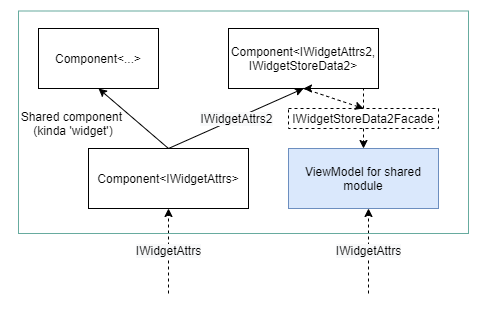 Component<...>
Component<IWidgetAttrs2,
IWidgetStoreData2>
Shared component
(kinda 'widget')
IWidgetAttrs2
IWidgetStoreData2Facade
Component<IWidgetAttrs>
ViewModel for shared
module
IWidgetAttrs
IWidgetAttrs